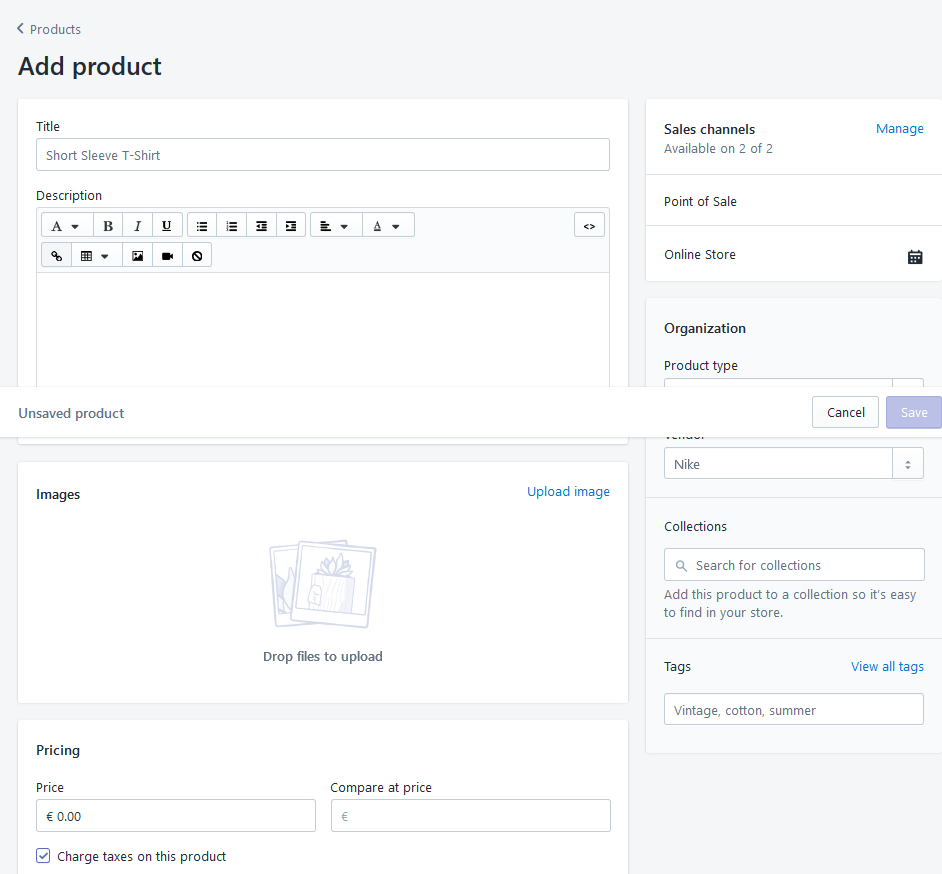 Products
Add product
Title
Short Sleeve T-Shirt
Description
A B I U A <>
Unsaved product
Cancel
Save
Images
Upload image
Drop files to upload
Pricing
Price
Compare at price
€ 0.00
€
Charge taxes on this product
Sales channels
Manage
Available on 2 of 2
Point of Sale
Online Store
Organization
Product type
Vendor
Nike
Collections
Search for collections
Add this product to a collection so it's easy
to find in your store.
Tags
View all tags
Vintage, cotton, summer